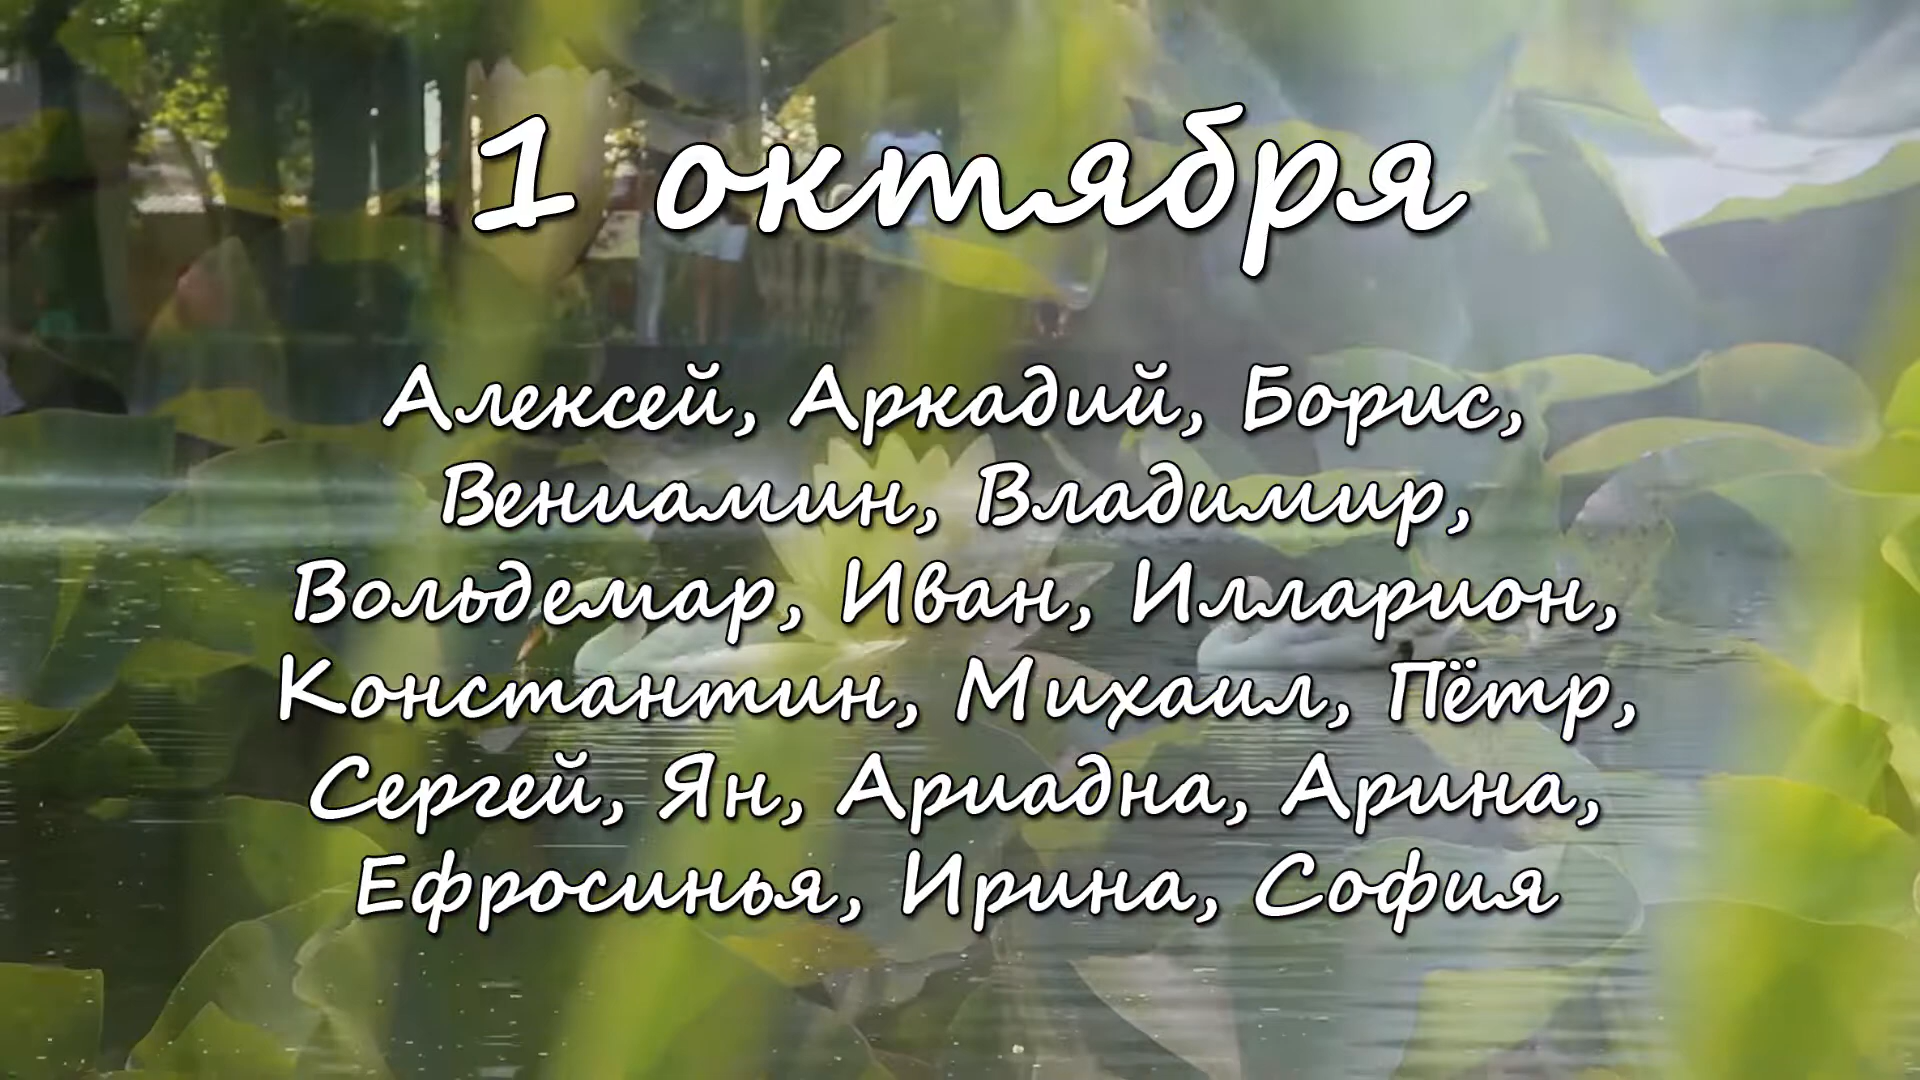 1 октября
Алексей, Аркадий, Борис,
Вениамин, Владимир,
Вольдемар, Иван, Илларион,
Константин, Михаил, Пётр,
Сергей, Ян, Ариадна, Арина,
Ефросинья, Ирина, София